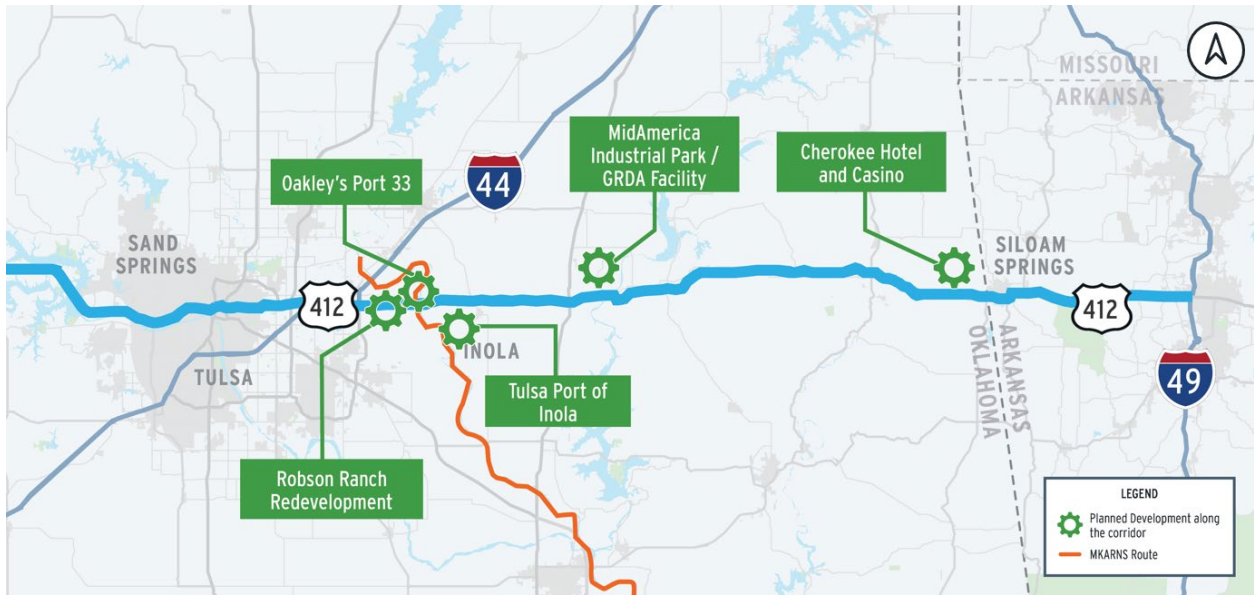 MISSOURI
ARKANSAS
MidAmerica
Industrial Park /
GRDA Facility
Cherokee Hotel
and Casino
Oakley's Port 33
44
SAND
SPRINGS
SILOAM
SPRINGS
412
412
INOLA
TULSA
ARKANSAS
OKLAHOMA
49
Tulsa Port of
Inola
Robson Ranch
Redevelopment
LEGEND
Planned Development along
the corridor
MKARNS Route